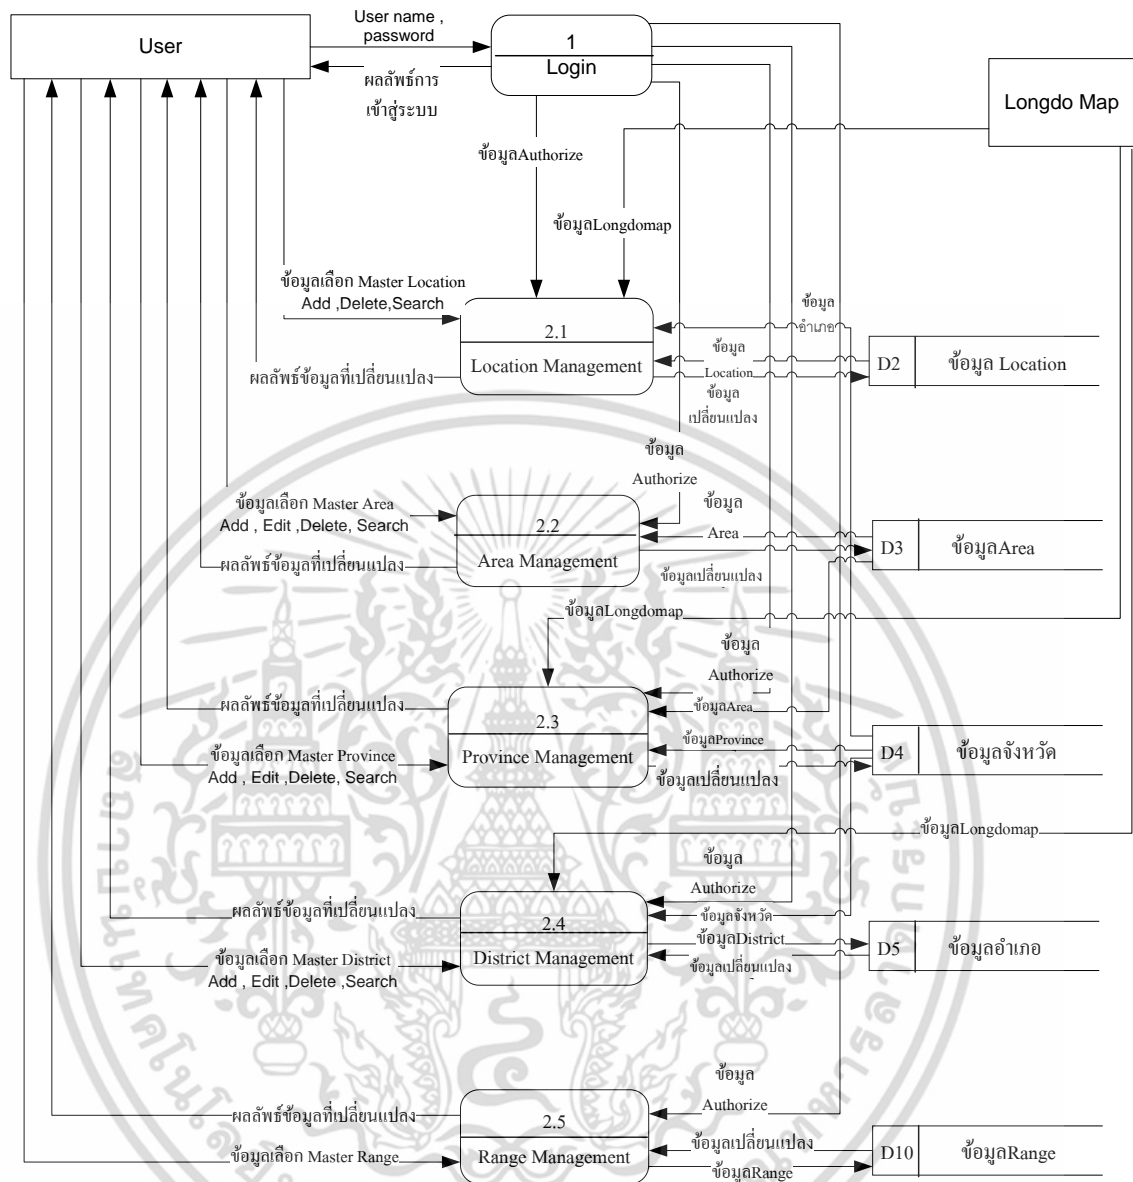 User name ,
password
User
1
Login
ผลลัพธ์การ
เข้าสู่ระบบ
Longdo Map
ข้อมูลAuthorize
ข้อมูลLongdomap
ข้อมูลเลือก Master Location
Add ,Delete,Search
ข้อมูล
อำเภอ
2.1
Location Management
ข้อมูล
Location
D2
ข้อมูล Location
ผลลัพธ์ข้อมูลที่เปลี่ยนแปลง
ข้อมูล
เปลี่ยนแปลง
ข้อมูล
Authorize
ข้อมูลเลือก Master Area
Add , Edit ,Delete, Search
2.2
Area Management
ข้อมูล
Area
D3
ข้อมูลArea
ผลลัพธ์ข้อมูลที่เปลี่ยนแปลง
ข้อมูลเปลี่ยนแปลง
ข้อมูลLongdomap
ข้อมูล
Authorize
ผลลัพธ์ข้อมูลที่เปลี่ยนแปลง
2.3
Province Management
ข้อมูลArea
ข้อมูลProvince
D4
ข้อมูลจังหวัด
ข้อมูลเลือก Master Province
Add , Edit ,Delete, Search
ข้อมูลเปลี่ยนแปลง
ข้อมูลLongdomap
ข้อมูล
Authorize
ผลลัพธ์ข้อมูลที่เปลี่ยนแปลง
2.4
District Management
ข้อมูลจังหวัด
ข้อมูลDistrict
D5
ข้อมูลอำเภอ
ข้อมูลเลือก Master District
Add , Edit ,Delete ,Search
ข้อมูลเปลี่ยนแปลง
ข้อมูล
Authorize
ผลลัพธ์ข้อมูลที่เปลี่ยนแปลง
2.5
Range Management
ข้อมูลเปลี่ยนแปลง
D10
ข้อมูลRange
ข้อมูลเลือก Master Range
ข้อมูลRange